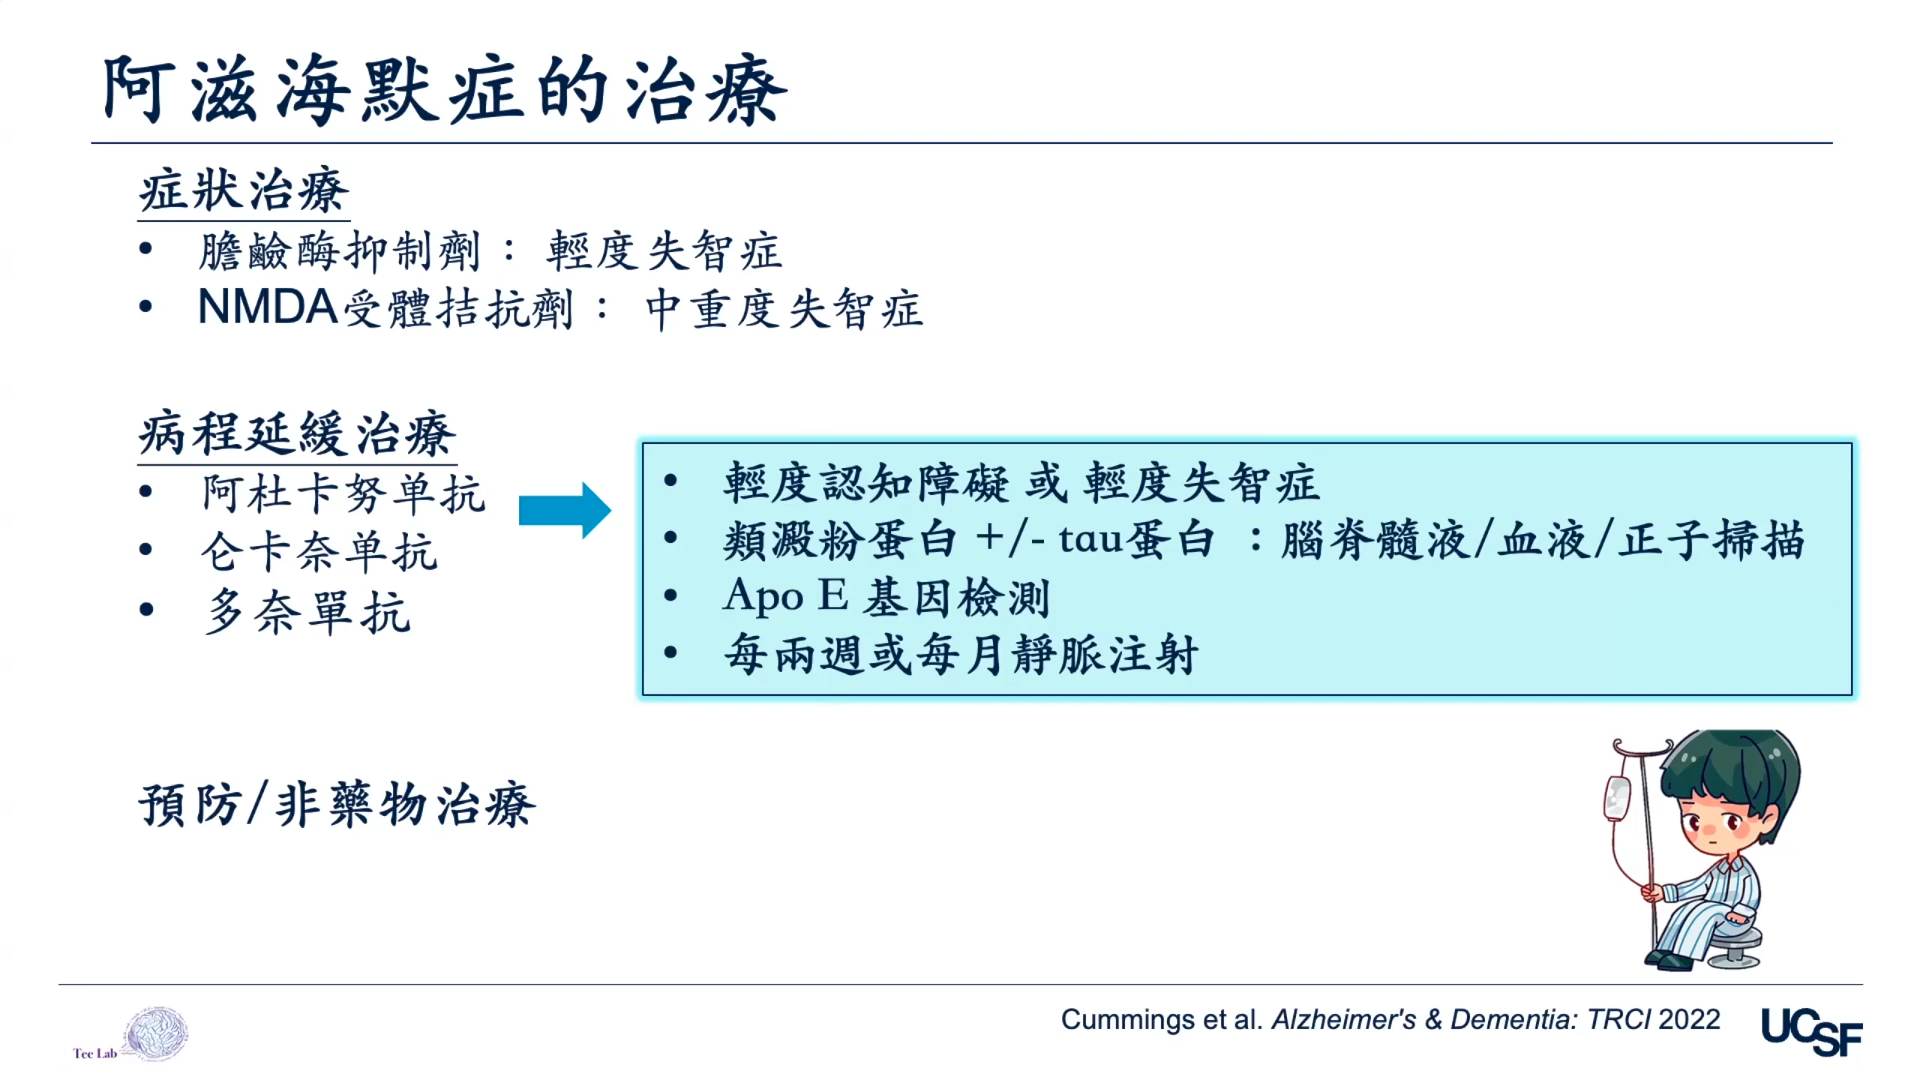 阿滋海默症的治療
症狀治療
• 膽鹼酶抑制劑： 輕度失智症
• NMDA受體拮抗劑： 中重度失智症
病程延緩治療
• 阿杜卡努单抗
• 仑卡奈单抗
• 多奈單抗
• 輕度認知障礙 或 輕度失智症
• 類澱粉蛋白 +/- tau蛋白 ：腦脊髓液/血液/正子掃描
• Apo E 基因檢測
• 每兩週或每月靜脈注射
預防/非藥物治療
Cummings et al. Alzheimer's & Dementia: TRCI 2022
Tee Lab
UCSF